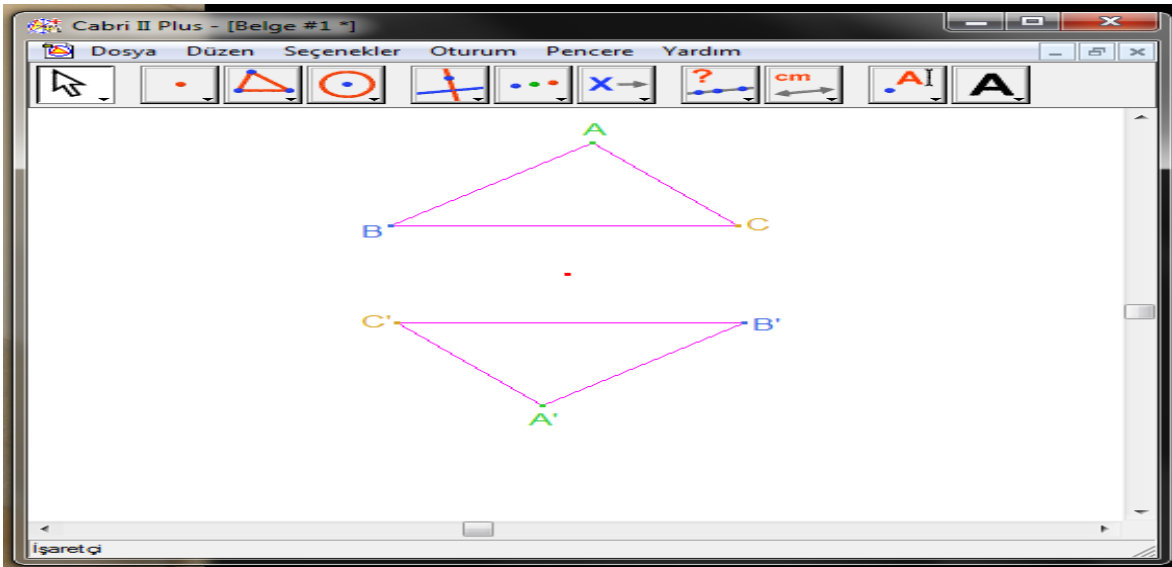 Cabri II Plus - [Belge #1 *]
Dosya Düzen Seçenekler Oturum Pencere Yardım
? cm A A
A
B C
C' B'
A'
İşaretçi